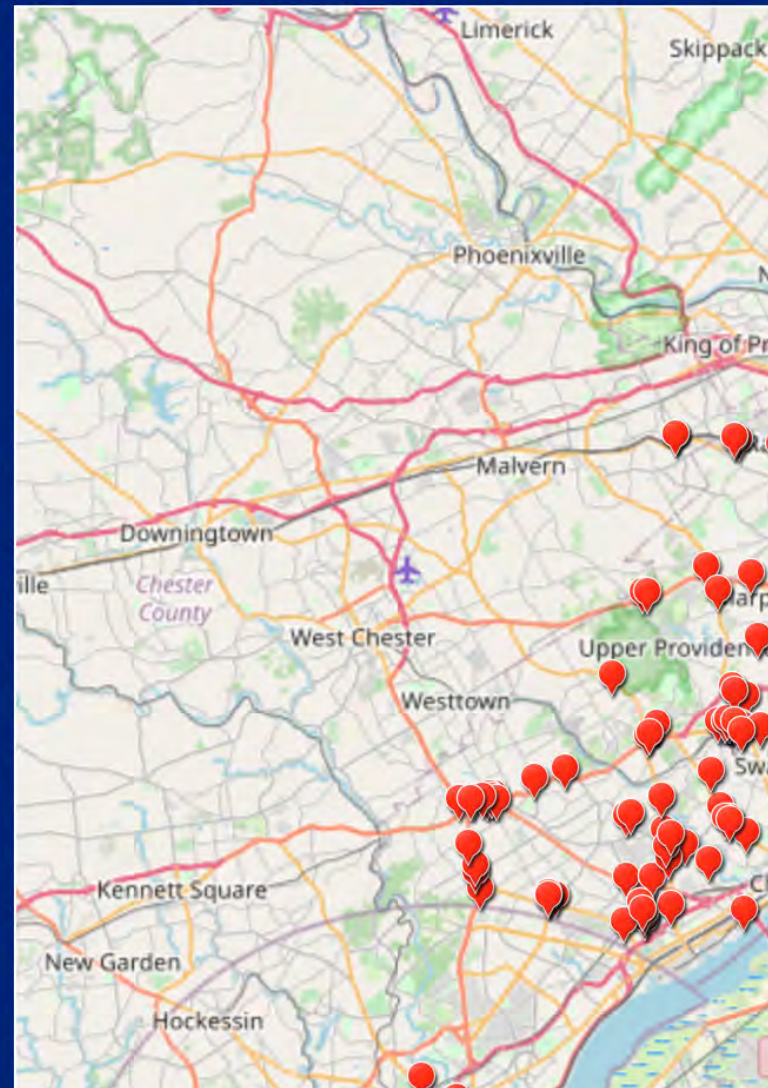 Limerick
Skippack
Phoenixville
King of Pr
Malvern
Downingtown
ille
Chester
County
West Chester
Upper Providen
Westtown
Swa
Kennett Square
New Garden
Hockessin